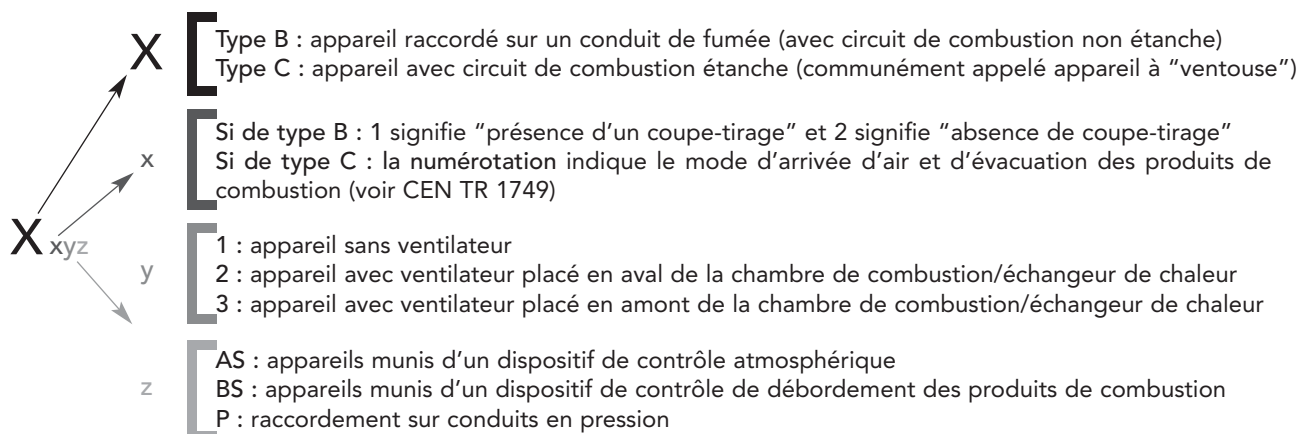 X
Type B : appareil raccordé sur un conduit de fumée (avec circuit de combustion non étanche)
Type C : appareil avec circuit de combustion étanche (communément appelé appareil à “ventouse”)
x
Si de type B : 1 signifie “présence d’un coupe-tirage” et 2 signifie “absence de coupe-tirage”
Si de type C : la numérotation indique le mode d’arrivée d’air et d’évacuation des produits de
combustion (voir CEN TR 1749)
X xyz
y
1 : appareil sans ventilateur
2 : appareil avec ventilateur placé en aval de la chambre de combustion/échangeur de chaleur
3 : appareil avec ventilateur placé en amont de la chambre de combustion/échangeur de chaleur
z
AS : appareils munis d’un dispositif de contrôle atmosphérique
BS : appareils munis d’un dispositif de contrôle de débordement des produits de combustion
P : raccordement sur conduits en pression